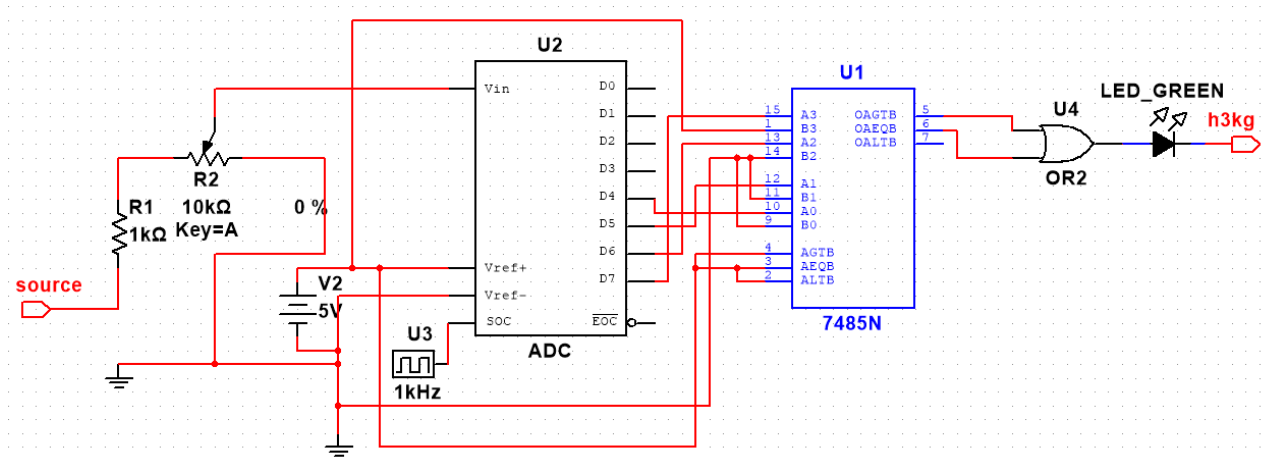 source
R1
1kΩ
R2
10kΩ
Key=A
0 %
V2
5V
U3
1kHz
U2
Vin
Vref+
Vref-
SOC
D0
D1
D2
D3
D4
D5
D6
D7
EOC
ADC
U1
15 A3
1 B3
13 A2
14 B2
12 A1
11 B1
10 A0
9 B0
4 AGTB
3 AEQB
2 ALTB
OAGTB 5
OAEQB 6
OALTB 7
7485N
U4
OR2
LED_GREEN
h3kg